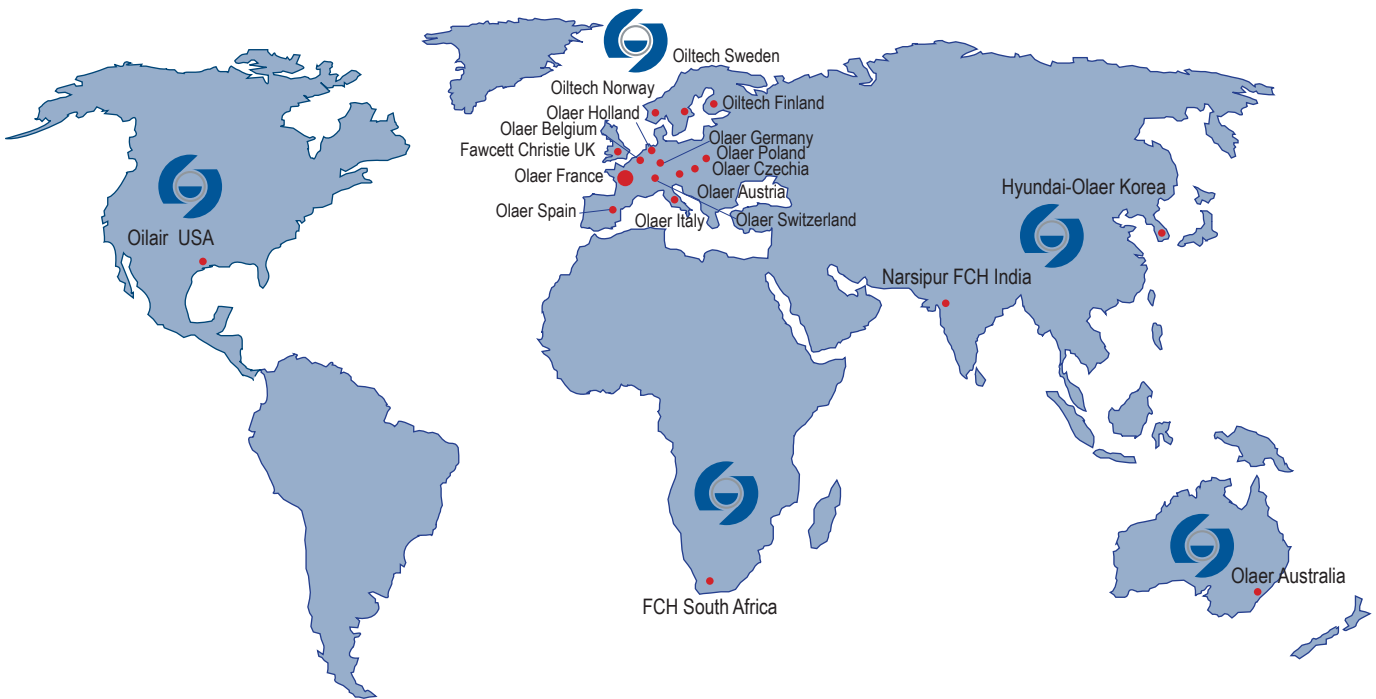 Oiltech Sweden
Oiltech Norway
Oiltech Finland
Olaer Holland
Olaer Belgium
Olaer Germany
Fawcett Christie UK
Olaer Poland
Olaer Czechia
Olaer France
Olaer Austria
Olaer Spain
Olaer Italy
Olaer Switzerland
Hyundai-Olaer Korea
Oilair USA
Narsipur FCH India
Olaer Australia
FCH South Africa